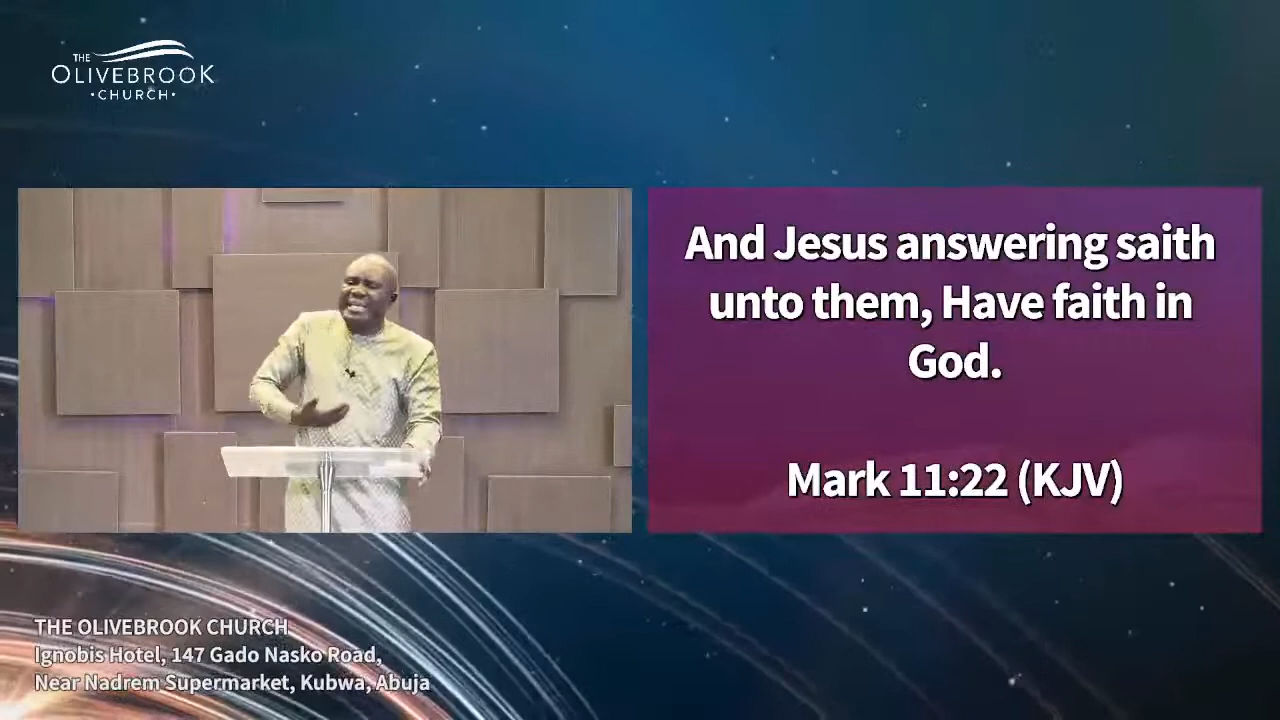 THE
OLIVEBROOK
•CHURCH•
And Jesus answering saith
unto them, Have faith in
God.
Mark 11:22 (KJV)
THE OLIVEBROOK CHURCH
Ignobis Hotel, 147 Gado Nasko Road,
Near Nadrem Supermarket, Kubwa, Abuja